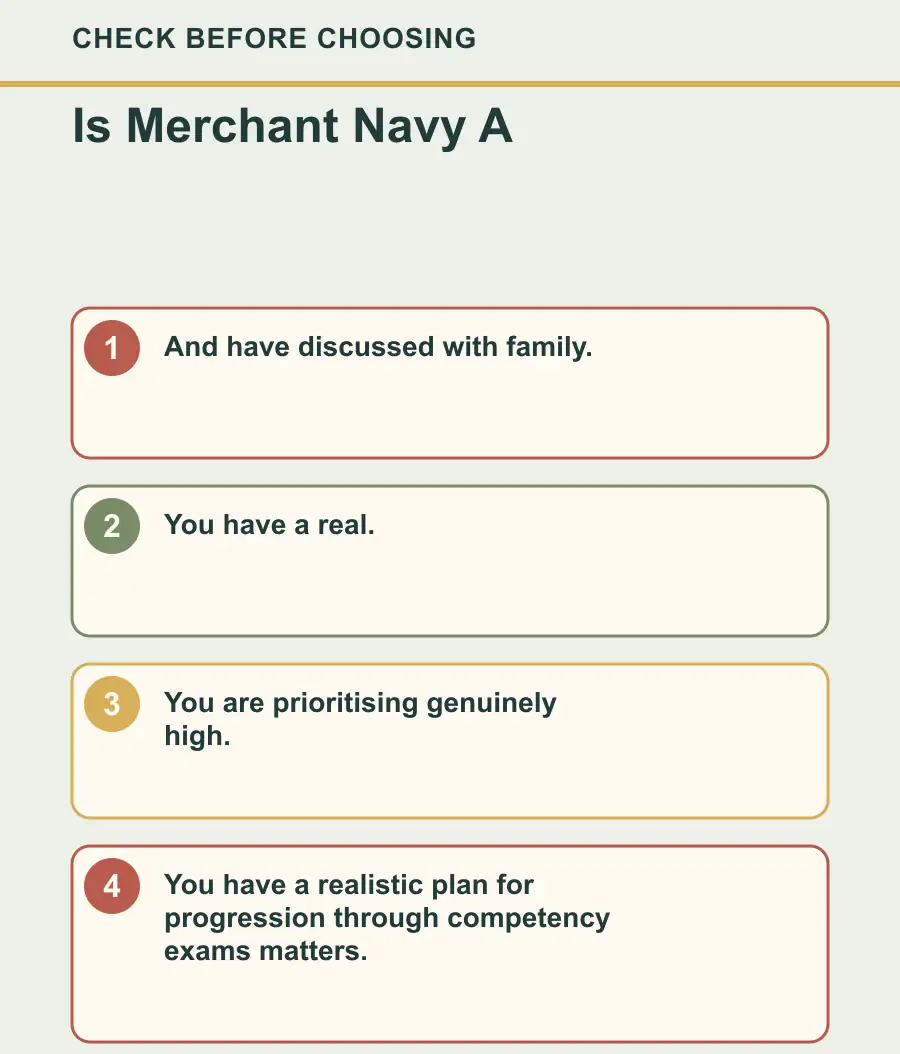 CHECK BEFORE CHOOSING
Is Merchant Navy A
1
And have discussed with family.
2
You have a real.
3
You are prioritising genuinely
high.
4
You have a realistic plan for
progression through competency
exams matters.